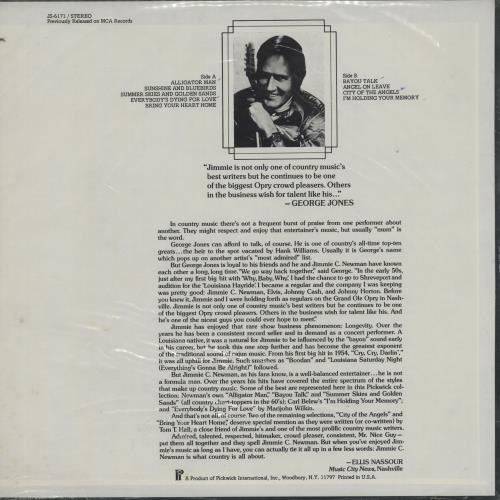 JS-6171 / STEREO
Previously Released on MCA Records
Side A
ALLIGATOR MAN
SUNSHINE AND BLUEBIRDS
SUMMER SKIES AND GOLDEN SANDS
EVERYBODY'S DYING FOR LOVE
BRING YOUR HEART HOME
Side B
BAYOU TALK
ANGEL ON LEAVE
CITY OF THE ANGELS
I'M HOLDING YOUR MEMORY
"Jimmie is not only one of country music's
best writers but he continues to be one
of the biggest Opry crowd pleasers. Others
in the business wish for talent like his..."
— GEORGE JONES
In country music there's not a frequent burst of praise from one performer about
another. They might respect and enjoy that entertainer's music, but usually "mum" is
the word.
George Jones can afford to talk, of course. He is one of country's all-time top-ten
greats...the heir to the spot vacated by Hank Williams. Usually it is George's name
which pops up on another artist's "most admired" list.
But George Jones is loyal to his friends and he and Jimmie C. Newman have known
each other a long, long time. "We go way back together," said George. "In the early 50s,
just after my first big hit with 'Why, Baby, Why,' I had the chance to go to Shreveport and
audition for the 'Louisiana Hayride.' I became a regular and the company I was keeping
was pretty good: Jimmie C. Newman, Elvis, Johnny Cash, and Johnny Horton. Before
you knew it, Jimmie and I were holding forth as regulars on the Grand Ole Opry in Nash-
ville. Jimmie is not only one of country music's best writers but he continues to be one
of the biggest Opry crowd pleasers. Others in the business wish for talent like his. And
he's one of the nicest guys you could ever hope to meet."
Jimmie has enjoyed that rare show business phenomenon: Longevity. Over the
years he has been a consistent record seller and in demand as a concert performer. A
Louisiana native, it was a natural for Jimmie to be influenced by the "bayou" sound early
in his career, but he took this one step further and has become the greatest exponent
of the traditional sound of Cajun music. From his first big hit in 1954, "Cry, Cry, Darlin',"
it was all uphill for Jimmie. Such smashes as "Boodan" and "Louisiana Saturday Night
(Everything's Gonna Be Alright)" followed.
But Jimmie C. Newman, as his fans know, is a well-balanced entertainer...he is not
a formula man. Over the years his hits have covered the entire spectrum of the styles
that make up country music. Some of the best are represented here in this Pickwick col-
lection: Newman's own "Alligator Man," "Bayou Talk," and "Summer Skies and Golden
Sands" (all country chart-toppers in the 60's); Carl Belew's "I'm Holding Your Memory";
and "Everybody's Dying For Love" by Marijohn Wilkin.
And that's not all, of course. Two of the remaining selections, "City of the Angels" and
"Bring Your Heart Home," deserve special mention as they were written (or co-written) by
Tom T. Hall, a close friend of Jimmie's and one of the most prolific country music writers.
Admired, talented, respected, hitmaker, crowd pleaser, consistent, Mr. Nice Guy—
put them all together and they spell Jimmie C. Newman. But when you've enjoyed Jim-
mie's music as long as I have, you can actually tie it all up in a few words: Jimmie C.
Newman is what country is all about.
—ELLIS NASSOUR
Music City News, Nashville
A Product of Pickwick International, Inc., Woodbury, N.Y. 11797 Printed in U.S.A.